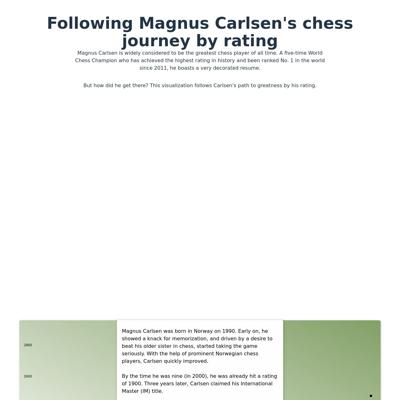 Following Magnus Carlsen's chess
journey by rating
Magnus Carlsen is widely considered to be the greatest chess player of all time. A five-time World
Chess Champion who has achieved the highest rating in history and been ranked No. 1 in the world
since 2011, he boasts a very decorated resume.
But how did he get there? This visualization follows Carlsen's path to greatness by his rating.
Magnus Carlsen was born in Norway on 1990. Early on, he
showed a knack for memorization, and driven by a desire to
beat his older sister in chess, started taking the game
seriously. With the help of prominent Norwegian chess
players, Carlsen quickly improved.
By the time he was nine (in 2000), he was already hit a rating
of 1900. Three years later, Carlsen claimed his International
Master (IM) title.